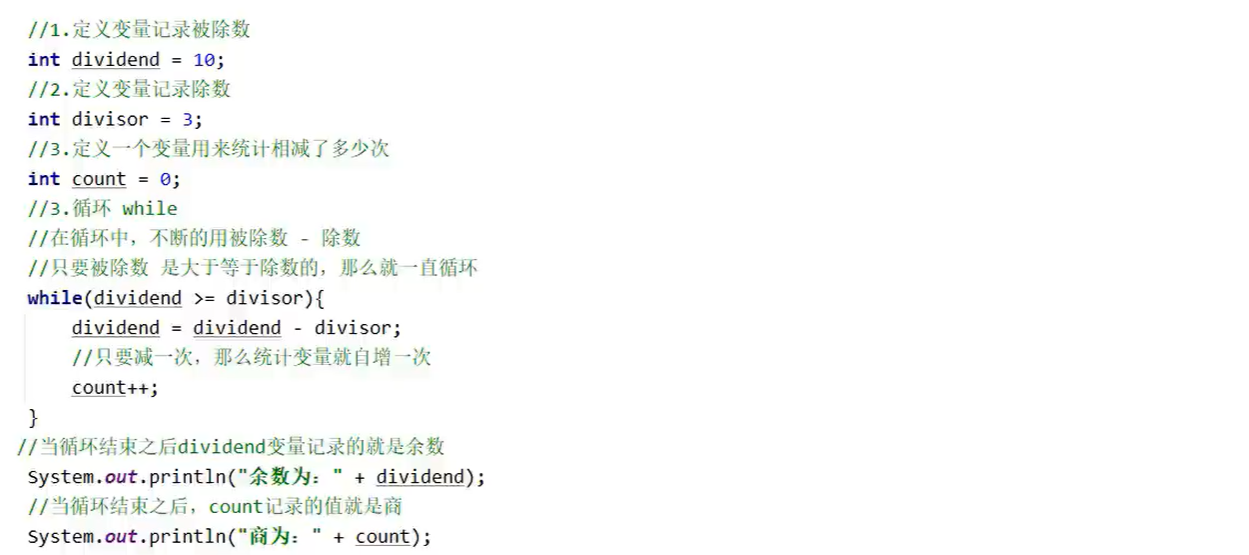 //1.定义变量记录被除数
int dividend = 10;
//2.定义变量记录除数
int divisor = 3;
//3.定义一个变量用来统计相减了多少次
int count = 0;
//3.循环 while
//在循环中，不断的用被除数 - 除数
//只要被除数 是大于等于除数的，那么就一直循环
while(dividend >= divisor){
    dividend = dividend - divisor;
    //只要减一次，那么统计变量就自增一次
    count++;
}
//当循环结束之后dividend变量记录的就是余数
System.out.println("余数为：" + dividend);
//当循环结束之后，count记录的值就是商
System.out.println("商为：" + count);